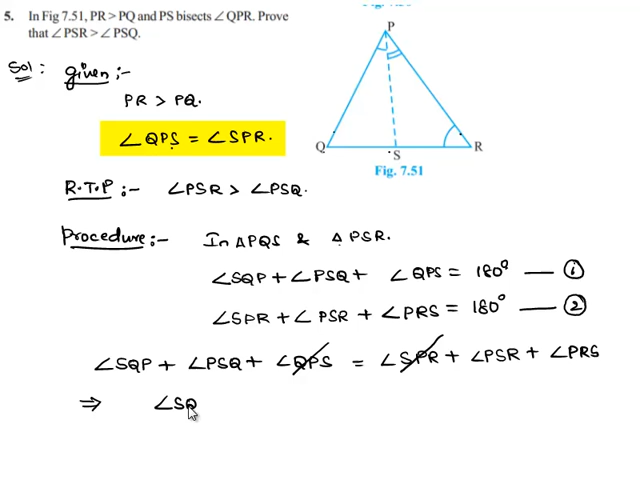 5. In Fig 7.51, PR > PQ and PS bisects ∠ QPR. Prove
that ∠ PSR > ∠ PSQ.
Sol :
Given :-
PR > PQ.
∠QPS = ∠SPR.
R.T.P :- ∠PSR > ∠PSQ.
P
Q
S
R
Fig. 7.51
Procedure :- In ΔPQS & ΔPSR.
∠SQP + ∠PSQ + ∠QPS = 180° — ①
∠SPR + ∠PSR + ∠PRS = 180° — ②
∠SQP + ∠PSQ + ∠QPS = ∠SPR + ∠PSR + ∠PRS
⇒ ∠SQ